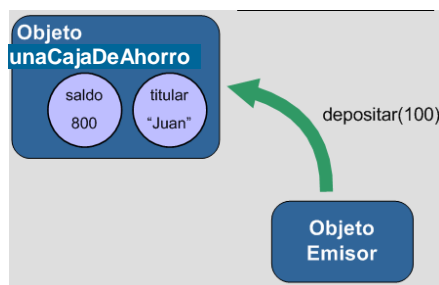 Objeto
unaCajaDeAhorro
saldo
800
titular
“Juan”
depositar(100)
Objeto
Emisor